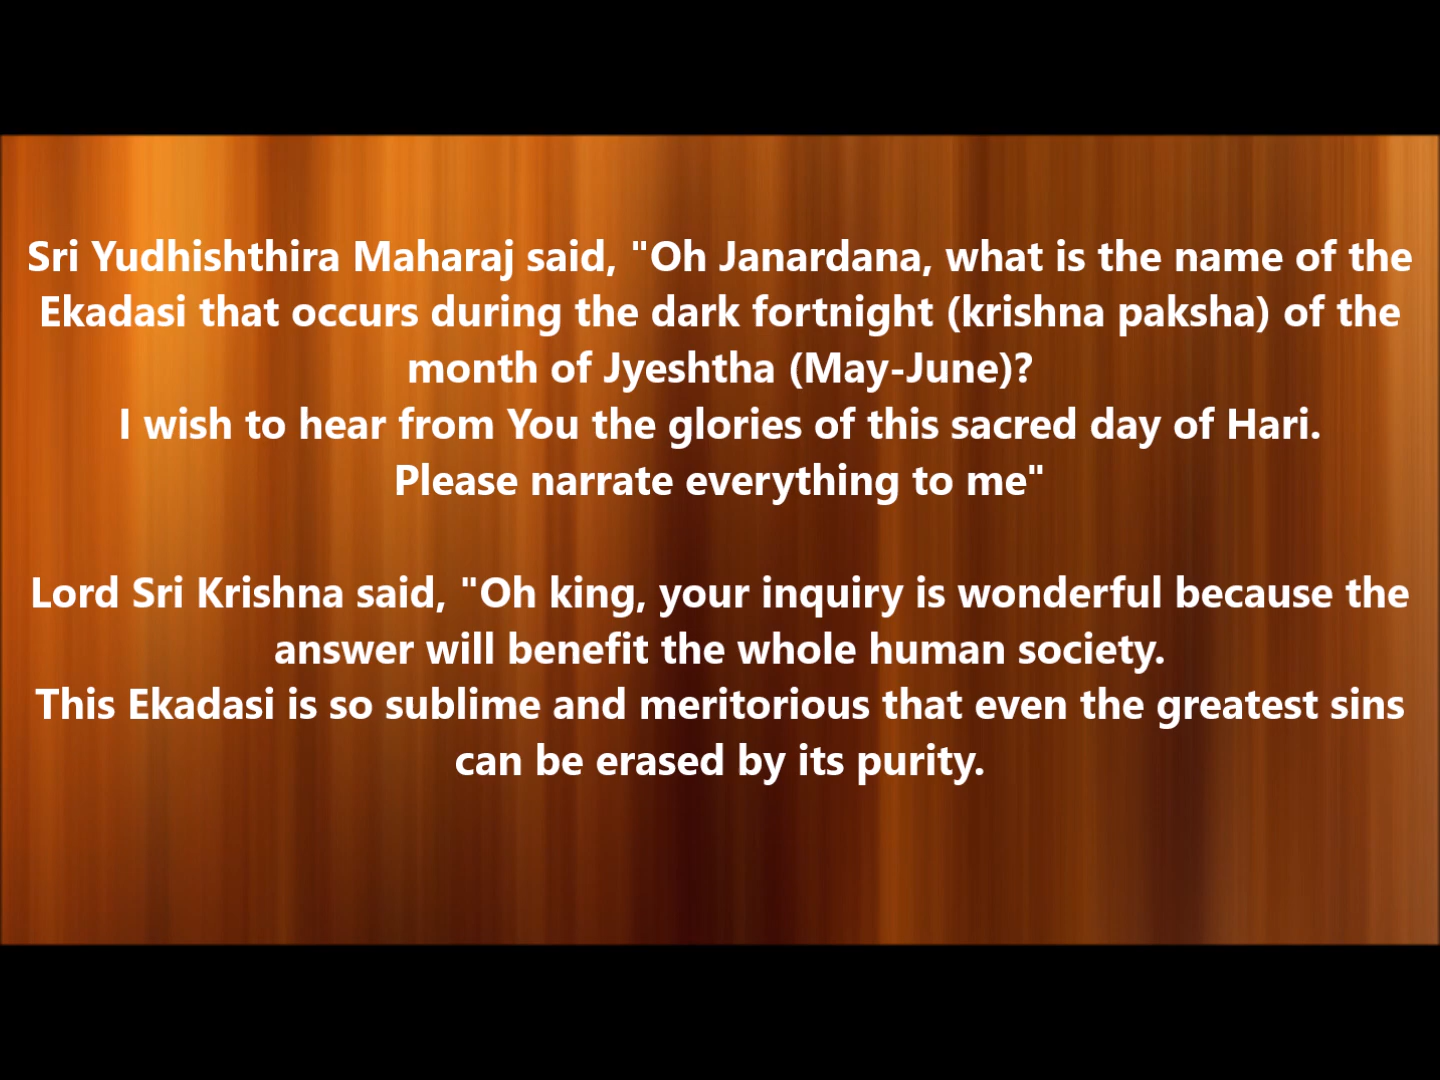 Sri Yudhishthira Maharaj said, "Oh Janardana, what is the name of the
Ekadasi that occurs during the dark fortnight (krishna paksha) of the
month of Jyeshtha (May-June)?
I wish to hear from You the glories of this sacred day of Hari.
Please narrate everything to me"
Lord Sri Krishna said, "Oh king, your inquiry is wonderful because the
answer will benefit the whole human society.
This Ekadasi is so sublime and meritorious that even the greatest sins
can be erased by its purity.